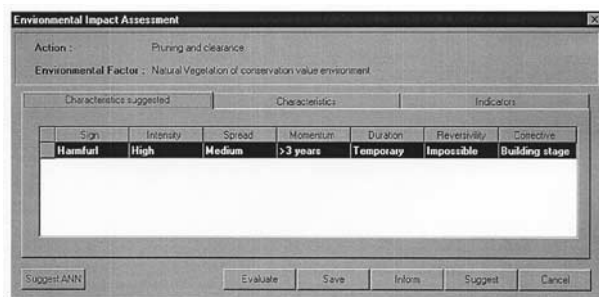 Environmental Impact Assessment
Action : Pruning and clearance
Environmental Factor : Natural Vegetation of conservation value environment
Characteristics suggested Characteristics Indicators
Sign Intensity Spread Momentum Duration Reversivility Corrective
Harmfurl High Medium >3 years Temporary Impossible Building stage
Suggest ANN Evaluate Save Inform Suggest Cancel